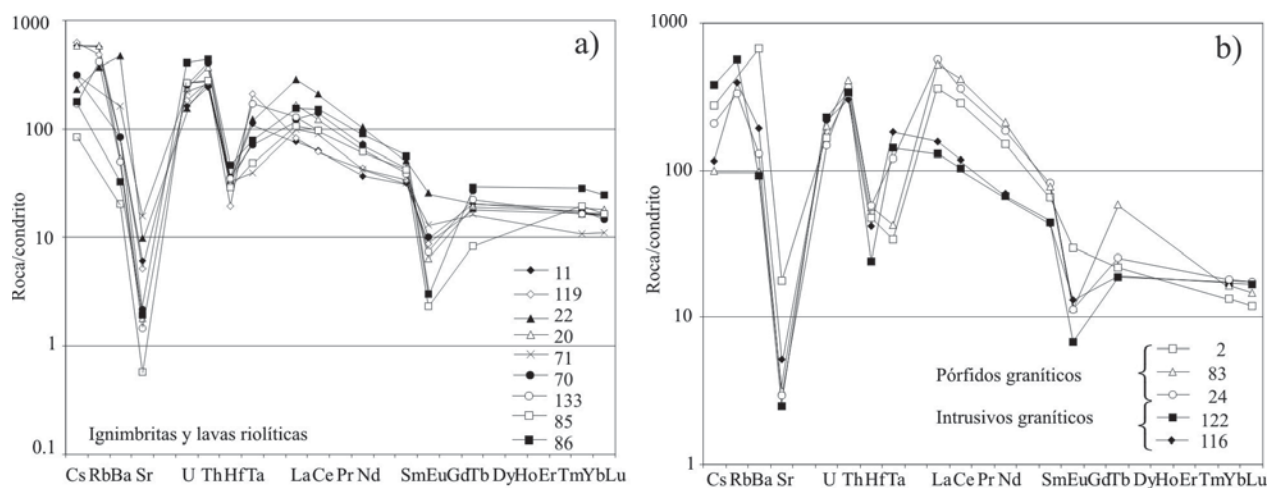 a)
Roca/condrito
1000
100
10
1
0.1
11
119
22
20
71
70
133
85
86
Ignimbritas y lavas riolíticas
Cs Rb Ba Sr U Th Hf Ta La Ce Pr Nd Sm Eu Gd Tb Dy Ho Er Tm Yb Lu
b)
Roca/condrito
1000
100
10
1
2
Pórfidos graníticos
83
24
Intrusivos graníticos
122
116
Cs Rb Ba Sr U Th Hf Ta La Ce Pr Nd Sm Eu Gd Tb Dy Ho Er Tm Yb Lu